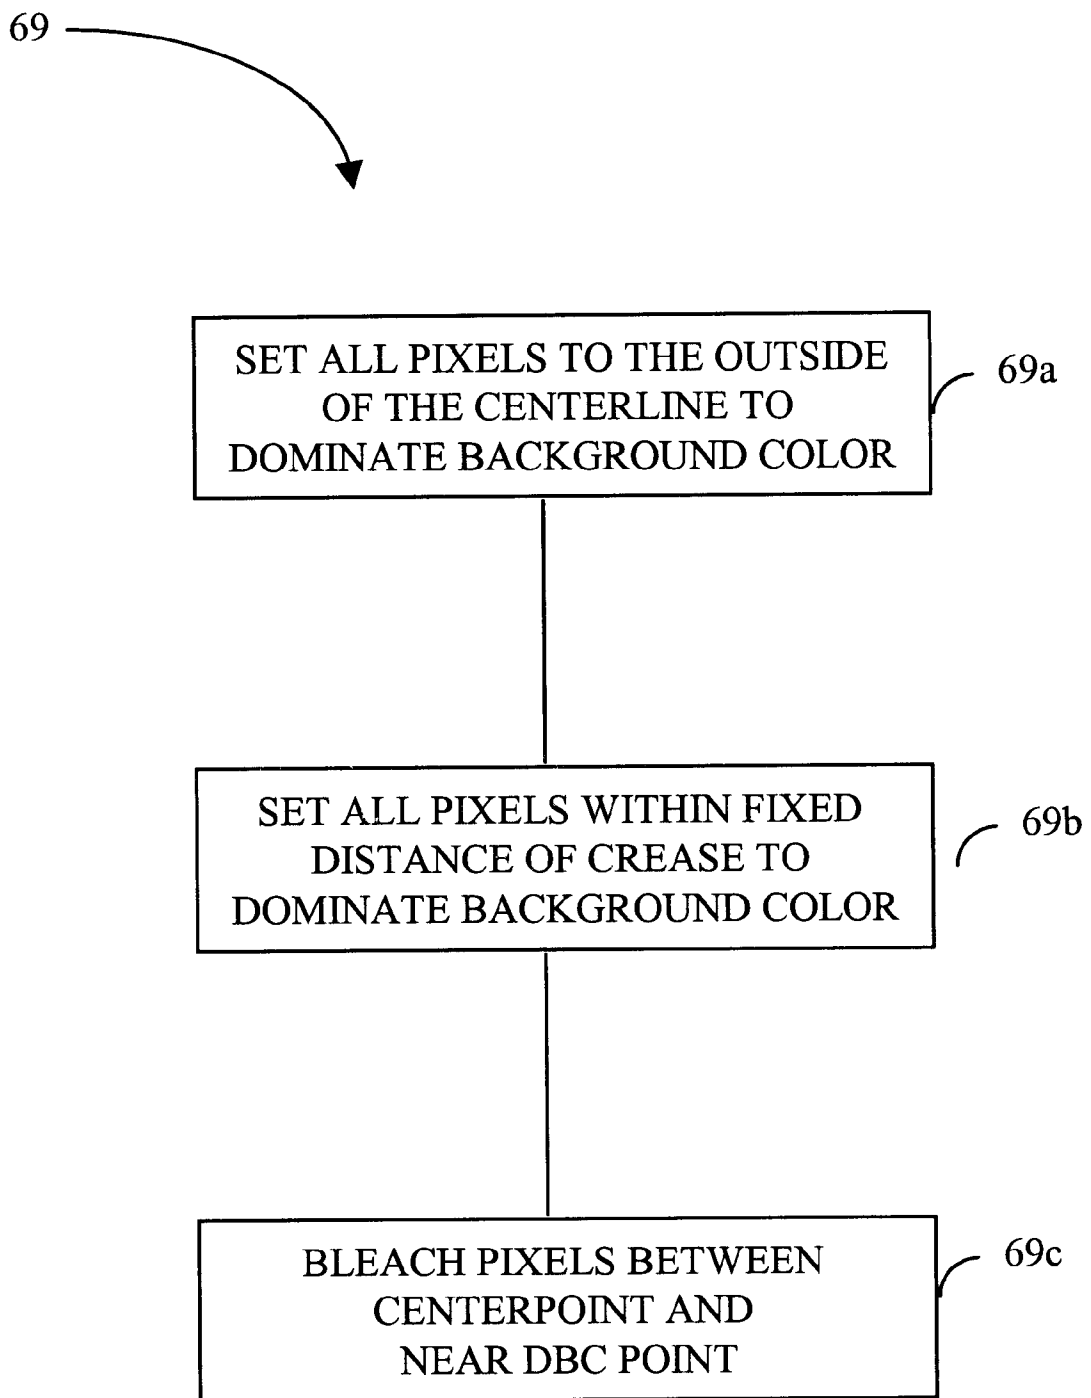 69
SET ALL PIXELS TO THE OUTSIDE
OF THE CENTERLINE TO
DOMINATE BACKGROUND COLOR
69a
SET ALL PIXELS WITHIN FIXED
DISTANCE OF CREASE TO
DOMINATE BACKGROUND COLOR
69b
BLEACH PIXELS BETWEEN
CENTERPOINT AND
NEAR DBC POINT
69c